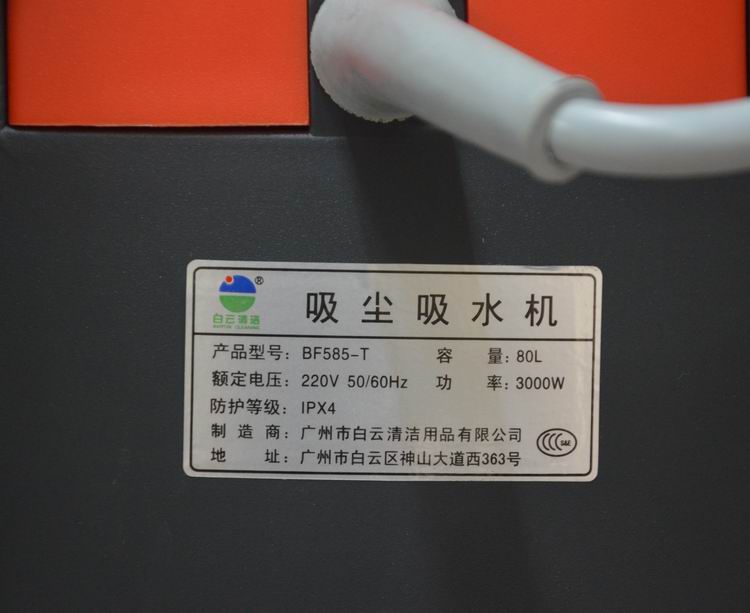 ®
白云清洁
BAIYUN CLEANING
吸尘吸水机
产品型号: BF585-T 容 量: 80L
额定电压: 220V 50/60Hz 功 率: 3000W
防护等级: IPX4
制 造 商: 广州市白云清洁用品有限公司
地 址: 广州市白云区神山大道西363号
CCC S&E